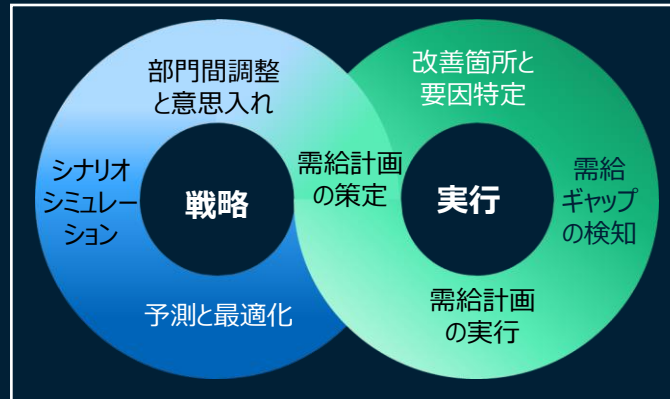 部門間調整
と意思入れ
シナリオ
シミュレー
ション
戦略
予測と最適化
需給計画
の策定
改善箇所と
要因特定
実行
需給
ギャップ
の検知
需給計画
の実行